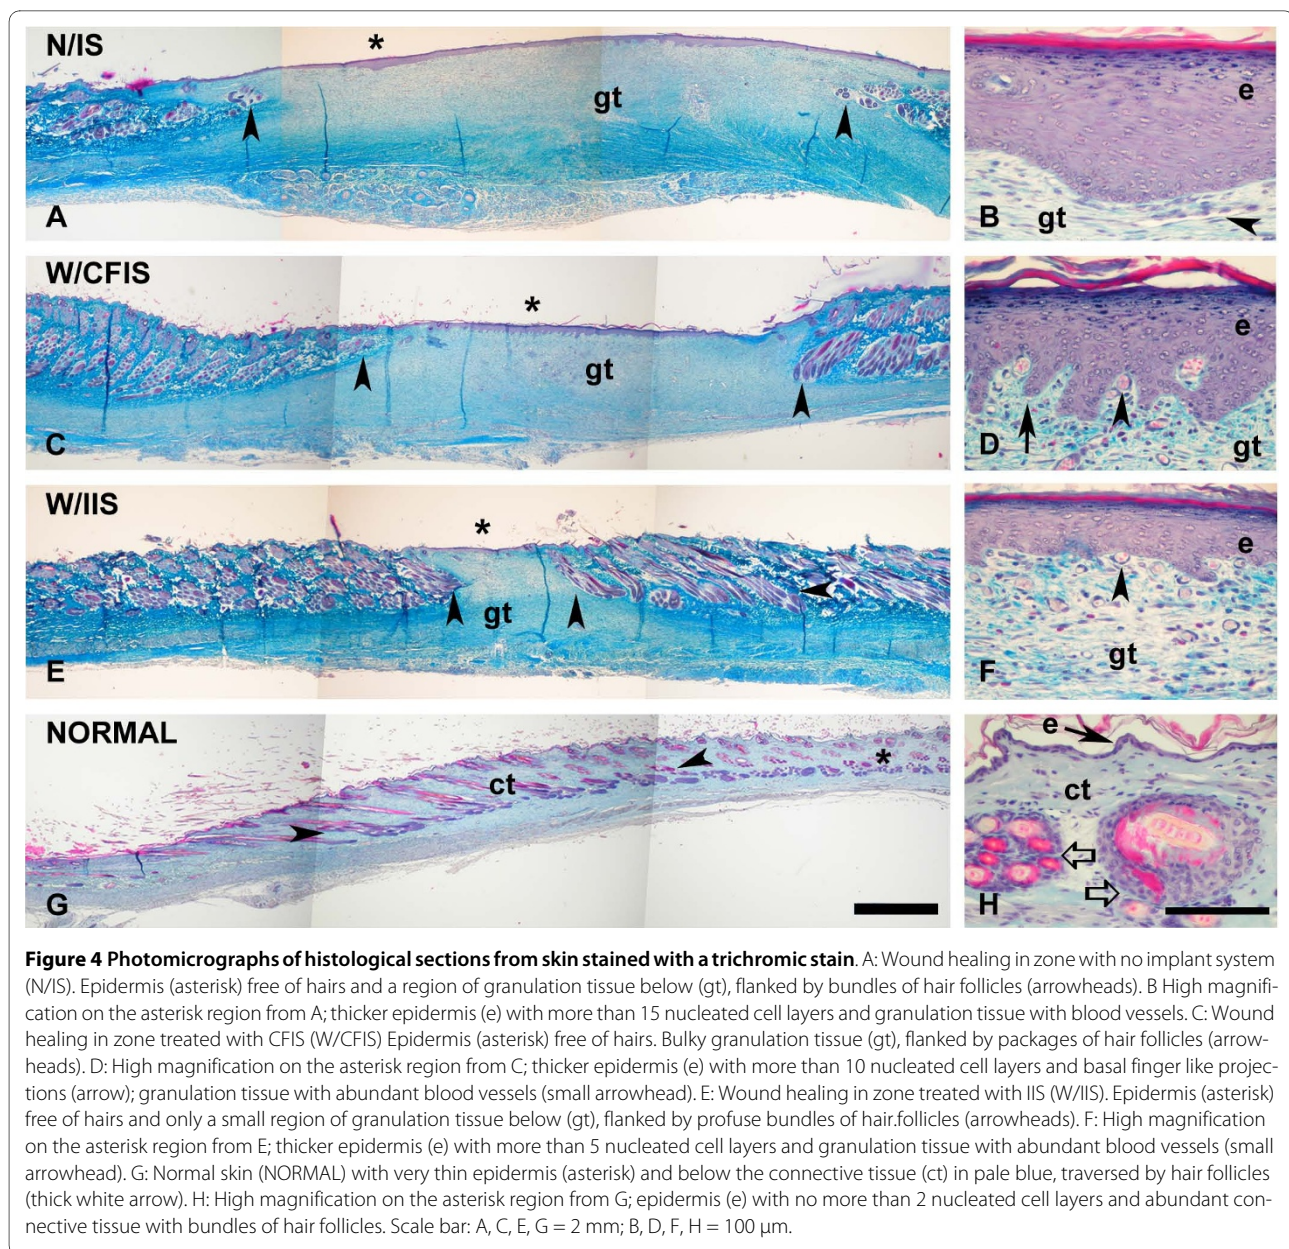 N/IS
*
gt
A
e
B
gt
W/CFIS
*
gt
C
e
D
gt
W/IIS
*
gt
E
e
F
gt
NORMAL
ct
*
G
e
ct
H
Figure 4 Photomicrographs of histological sections from skin stained with a trichromic stain. A: Wound healing in zone with no implant system
(N/IS). Epidermis (asterisk) free of hairs and a region of granulation tissue below (gt), flanked by bundles of hair follicles (arrowheads). B High magnifi-
cation on the asterisk region from A; thicker epidermis (e) with more than 15 nucleated cell layers and granulation tissue with blood vessels. C: Wound
healing in zone treated with CFIS (W/CFIS) Epidermis (asterisk) free of hairs. Bulky granulation tissue (gt), flanked by packages of hair follicles (arrow-
heads). D: High magnification on the asterisk region from C; thicker epidermis (e) with more than 10 nucleated cell layers and basal finger like projec-
tions (arrow); granulation tissue with abundant blood vessels (small arrowhead). E: Wound healing in zone treated with IIS (W/IIS). Epidermis (asterisk)
free of hairs and only a small region of granulation tissue below (gt), flanked by profuse bundles of hair.follicles (arrowheads). F: High magnification
on the asterisk region from E; thicker epidermis (e) with more than 5 nucleated cell layers and granulation tissue with abundant blood vessels (small
arrowhead). G: Normal skin (NORMAL) with very thin epidermis (asterisk) and below the connective tissue (ct) in pale blue, traversed by hair follicles
(thick white arrow). H: High magnification on the asterisk region from G; epidermis (e) with no more than 2 nucleated cell layers and abundant con-
nective tissue with bundles of hair follicles. Scale bar: A, C, E, G = 2 mm; B, D, F, H = 100 μm.